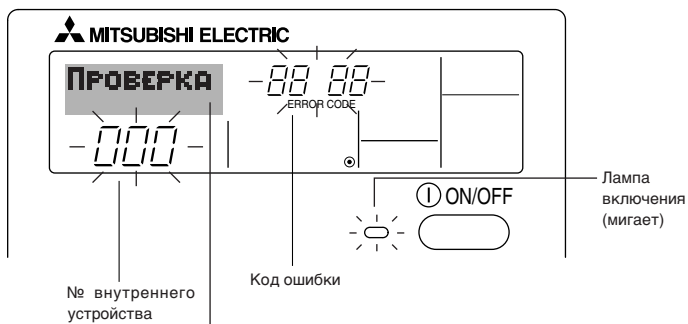 MITSUBISHI ELECTRIC
ПРОВЕРКА
88 88
ERROR CODE
000
ON/OFF
Лампа
включения
(мигает)
Код ошибки
№ внутреннего
устройства